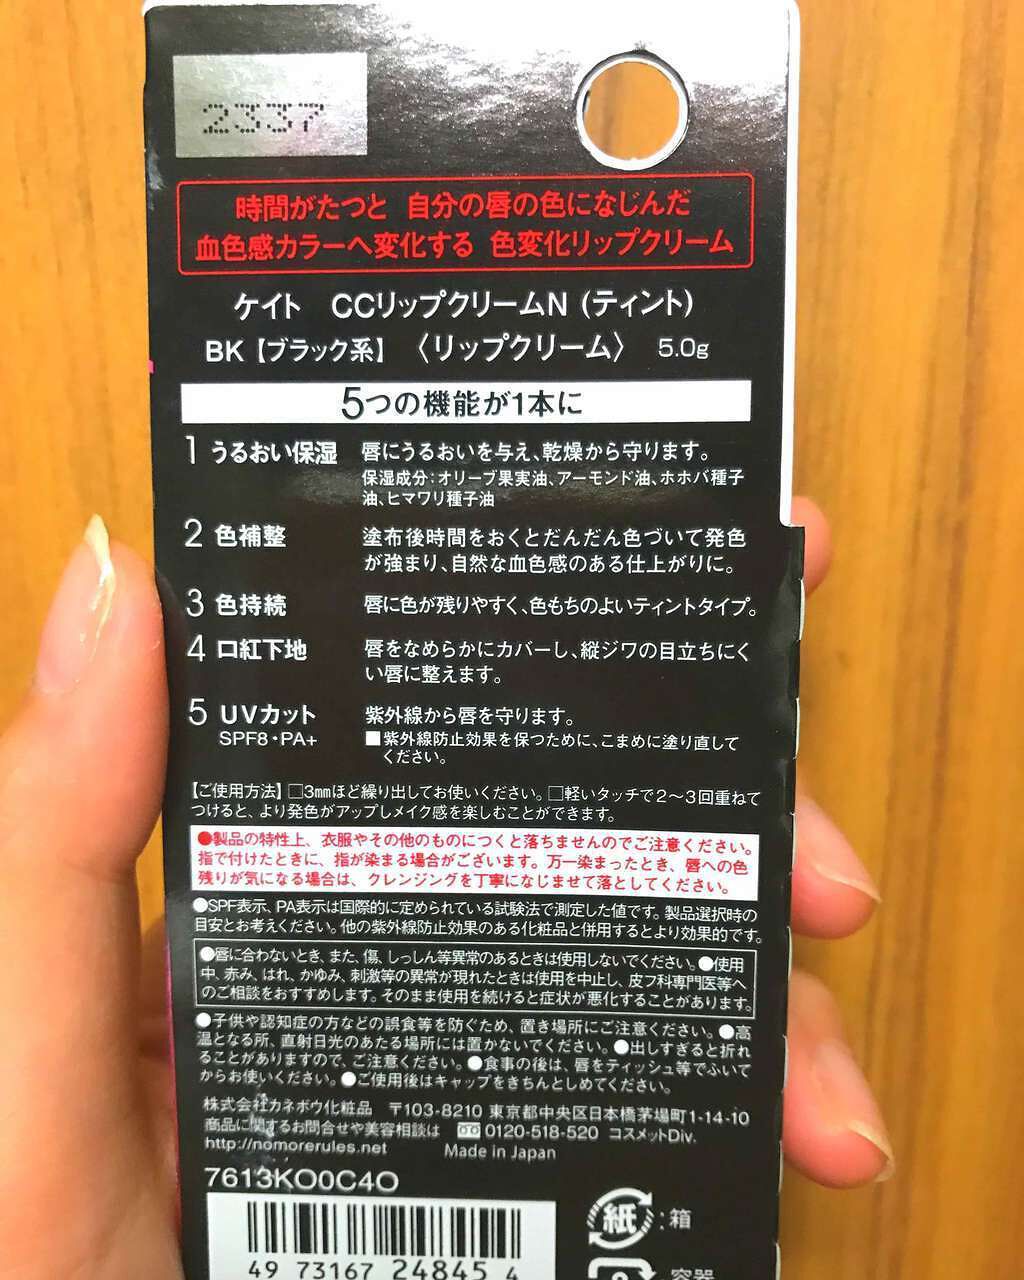 2337
時間がたつと 自分の唇の色になじんだ
血色感カラーへ変化する 色変化リップクリーム
ケイト CCリップクリームN (ティント)
BK【ブラック系】〈リップクリーム〉 5.0g
5つの機能が1本に
1 うるおい保湿 唇にうるおいを与え、乾燥から守ります。
保湿成分:オリーブ果実油、アーモンド油、ホホバ種子
油、ヒマワリ種子油
2 色補整 塗布後時間をおくとだんだん色づいて発色
が強まり、自然な血色感のある仕上がりに。
3 色持続 唇に色が残りやすく、色もちのよいティントタイプ。
4 口紅下地 唇をなめらかにカバーし、縦ジワの目立ちにく
い唇に整えます。
5 UVカット 紫外線から唇を守ります。
SPF8・PA+ ■紫外線防止効果を保つために、こまめに塗り直して
ください。
【ご使用方法】□3mmほど繰り出してお使いください。□軽いタッチで2〜3回重ねて
つけると、より発色がアップしメイク感を楽しむことができます。
●製品の特性上、衣服やその他のものにつくと落ちませんのでご注意ください。
指で付けたときに、指が染まる場合がございます。万一染まったとき、唇への色
残りが気になる場合は、クレンジングを丁寧になじませて落としてください。
●SPF表示、PA表示は国際的に定められている試験法で測定した値です。製品選択時の
目安とお考えください。他の紫外線防止効果のある化粧品と併用するとより効果的です。
●唇に合わないとき、また、傷、しっしん等異常のあるときは使用しないでください。●使用
中、赤み、はれ、かゆみ、刺激等の異常が現れたときは使用を中止し、皮フ科専門医等へ
のご相談をおすすめします。そのまま使用を続けると症状が悪化することがあります。
●子供や認知症の方などの誤食等を防ぐため、置き場所にご注意ください。●高
温となる所、直射日光のあたる場所には置かないでください。●出しすぎると折れ
ることがありますので、ご注意ください。●食事の後は、唇をティッシュ等でふいて
からお使いください。●ご使用後はキャップをきちんとしめてください。
株式会社カネボウ化粧品 〒103-8210 東京都中央区日本橋茅場町1-14-10
商品に関するお問合せや美容相談は 0120-518-520 コスメットDiv.
http://nomorerules.net Made in Japan
7613KO0C4O
紙:箱
49 73167 24845 4
容器